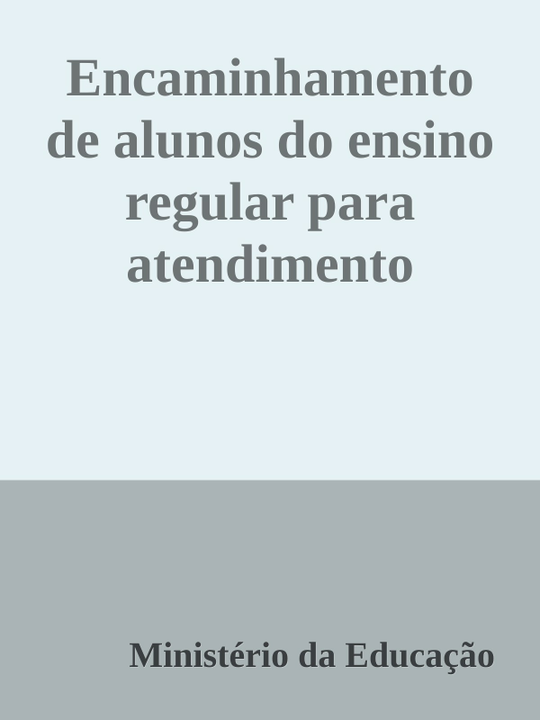 Encaminhamento
de alunos do ensino
regular para
atendimento
Ministério da Educação